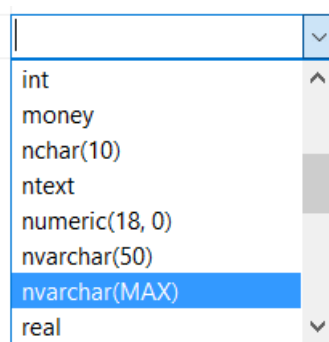 int
money
nchar(10)
ntext
numeric(18, 0)
nvarchar(50)
nvarchar(MAX)
real